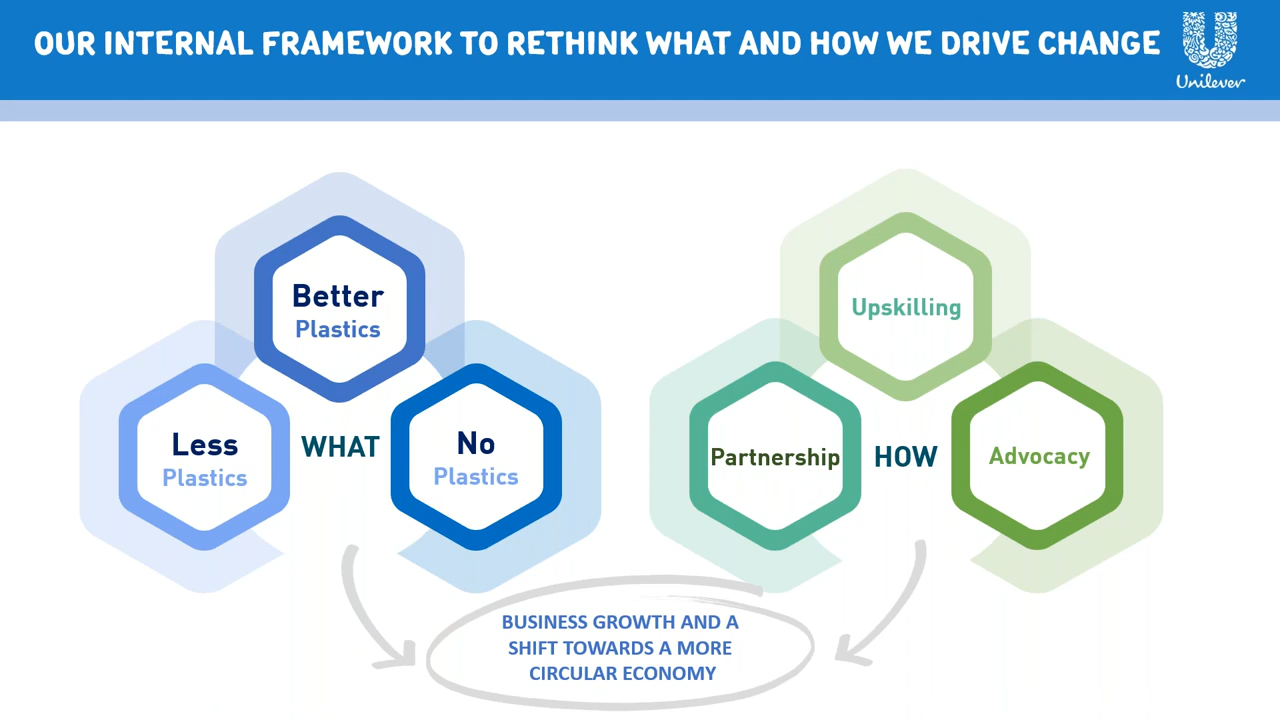 OUR INTERNAL FRAMEWORK TO RETHINK WHAT AND HOW WE DRIVE CHANGE
Unilever
Better
Plastics
Less
Plastics
WHAT
No
Plastics
Upskilling
Partnership
HOW
Advocacy
BUSINESS GROWTH AND A
SHIFT TOWARDS A MORE
CIRCULAR ECONOMY